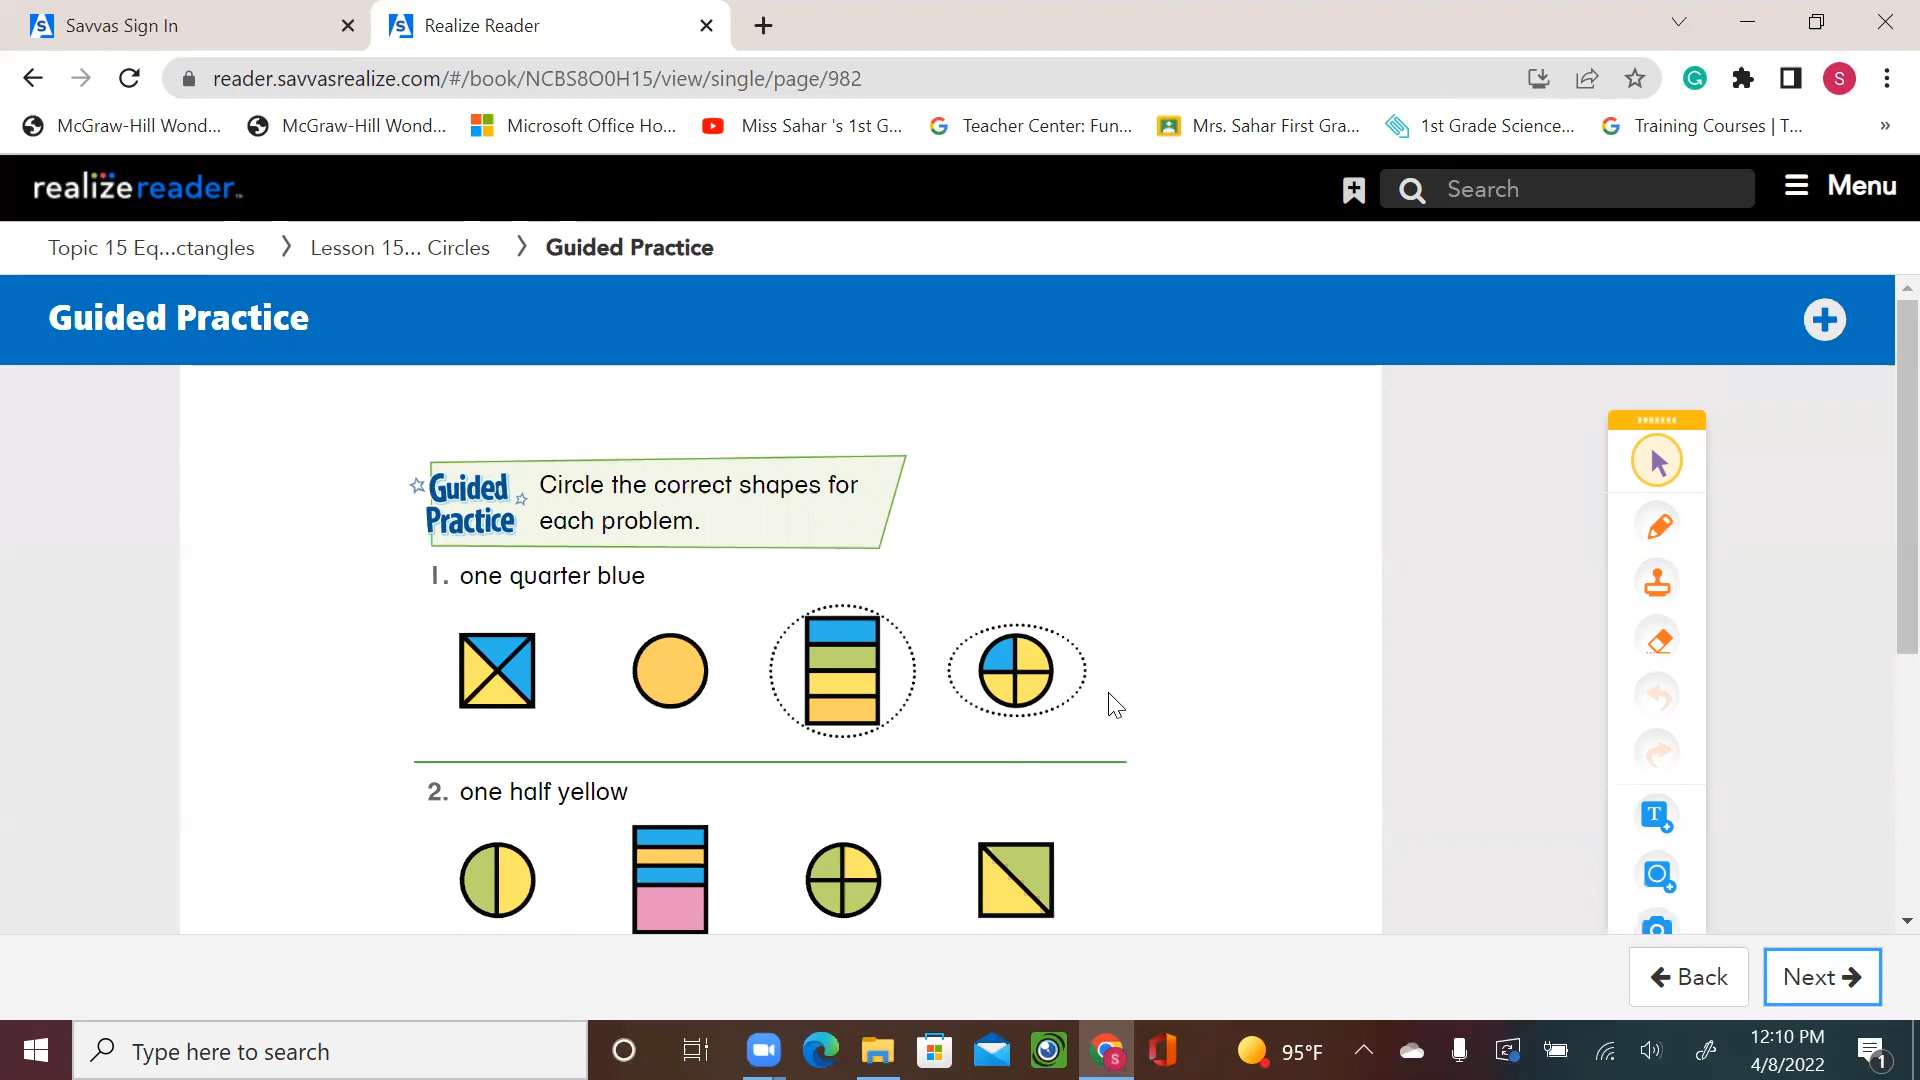 Savvas Sign In
Realize Reader
reader.savvasrealize.com/#/book/NCBS8O0H15/view/single/page/982
S
McGraw-Hill Wond...
McGraw-Hill Wond...
Microsoft Office Ho...
Miss Sahar 's 1st G...
Teacher Center: Fun...
Mrs. Sahar First Gra...
1st Grade Science...
Training Courses | T...
»
realizereader™
Search
Menu
Topic 15 Eq...ctangles
Lesson 15... Circles
Guided Practice
Guided Practice
Guided
Practice
Circle the correct shapes for
each problem.
1. one quarter blue
2. one half yellow
T
Back
Next
Type here to search
95°F
12:10 PM
4/8/2022
1